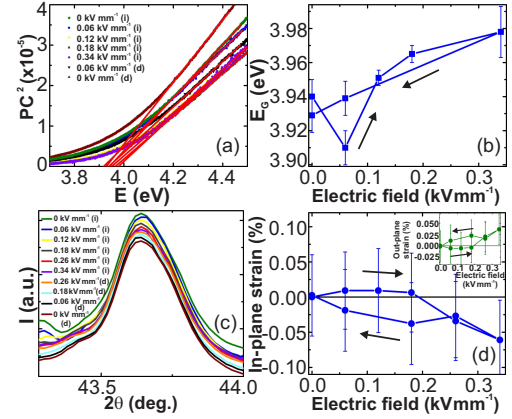 PC² (x10⁻⁵)
4
3
2
1
0
0 kV mm⁻¹ (i)
0.06 kV mm⁻¹ (i)
0.12 kV mm⁻¹ (i)
0.18 kV mm⁻¹ (i)
0.34 kV mm⁻¹ (i)
0.06 kV mm⁻¹ (d)
0 kV mm⁻¹ (d)
(a)
3.8 4.0 4.2 4.4
E (eV)
E_G (eV)
3.99
3.96
3.93
3.90
(b)
0.0 0.1 0.2 0.3
Electric field (kVmm⁻¹)
I (a.u.)
0 kV mm⁻¹ (i)
0.06 kV mm⁻¹ (i)
0.12 kV mm⁻¹ (i)
0.18 kV mm⁻¹ (i)
0.26 kV mm⁻¹ (i)
0.34 kV mm⁻¹ (i)
0.26 kV mm⁻¹ (d)
0.18kV mm⁻¹(d)
0.06 kV mm⁻¹
(d)
0 kV mm⁻¹
(d)
(c)
43.5 44.0
2θ (deg.)
In-plane strain (%)
0.10
0.05
0.00
-0.05
-0.10
Out-plane
strain (%)
0.050
0.025
0.000
-0.025
0.0 0.1 0.2 0.3
Electric field
(kV mm⁻¹)
(d)
0.0 0.1 0.2 0.3
Electric field (kVmm⁻¹)